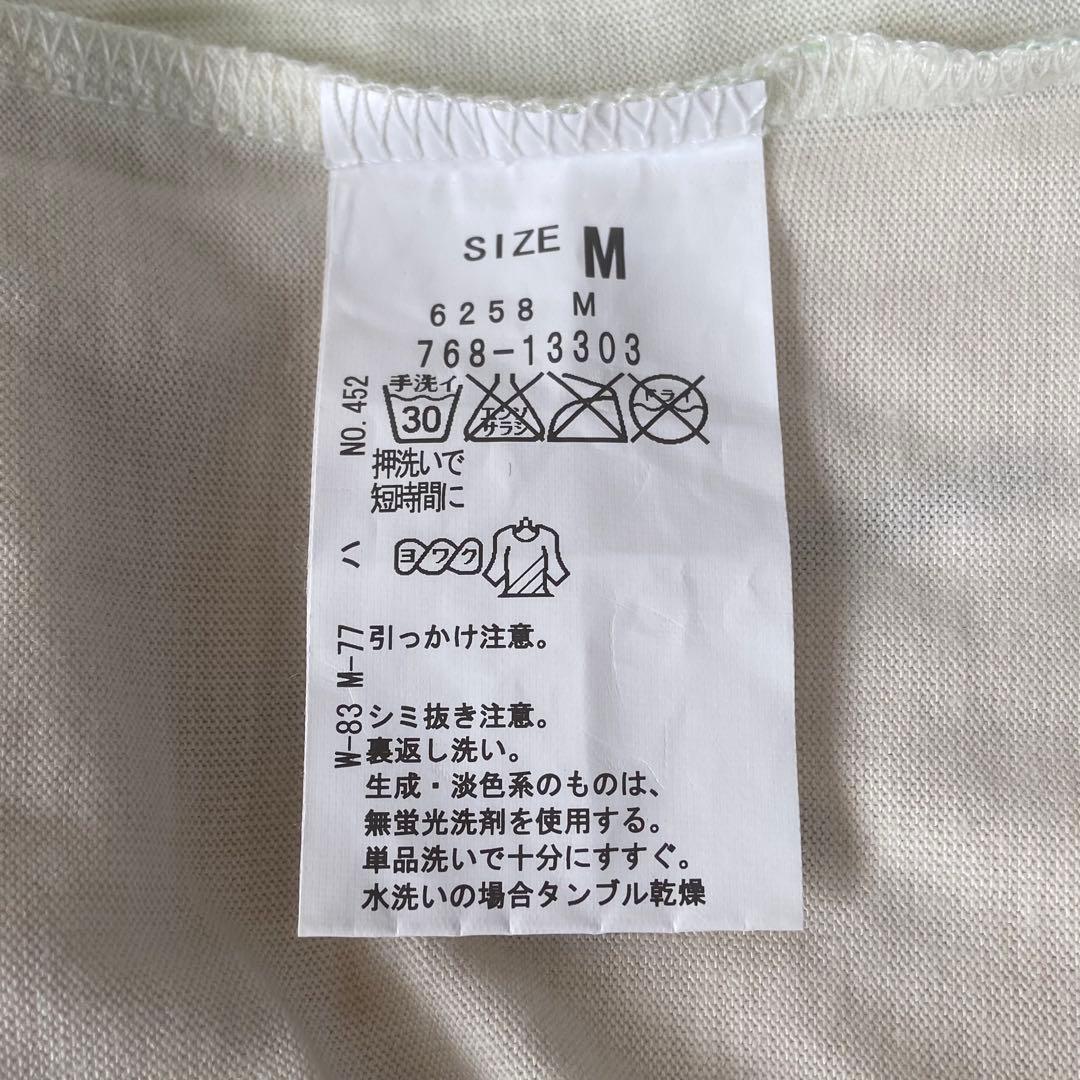 SIZE M
6258 M
768-13303
手洗イ
30
エンソ
サラシ
ドライ
押洗いで
短時間に
ヨワク
引っかけ注意。
シミ抜き注意。
裏返し洗い。
生成・淡色系のものは、
無蛍光洗剤を使用する。
単品洗いで十分にすすぐ。
水洗いの場合タンブル乾燥
NO.452
ハ
W-83 M-77